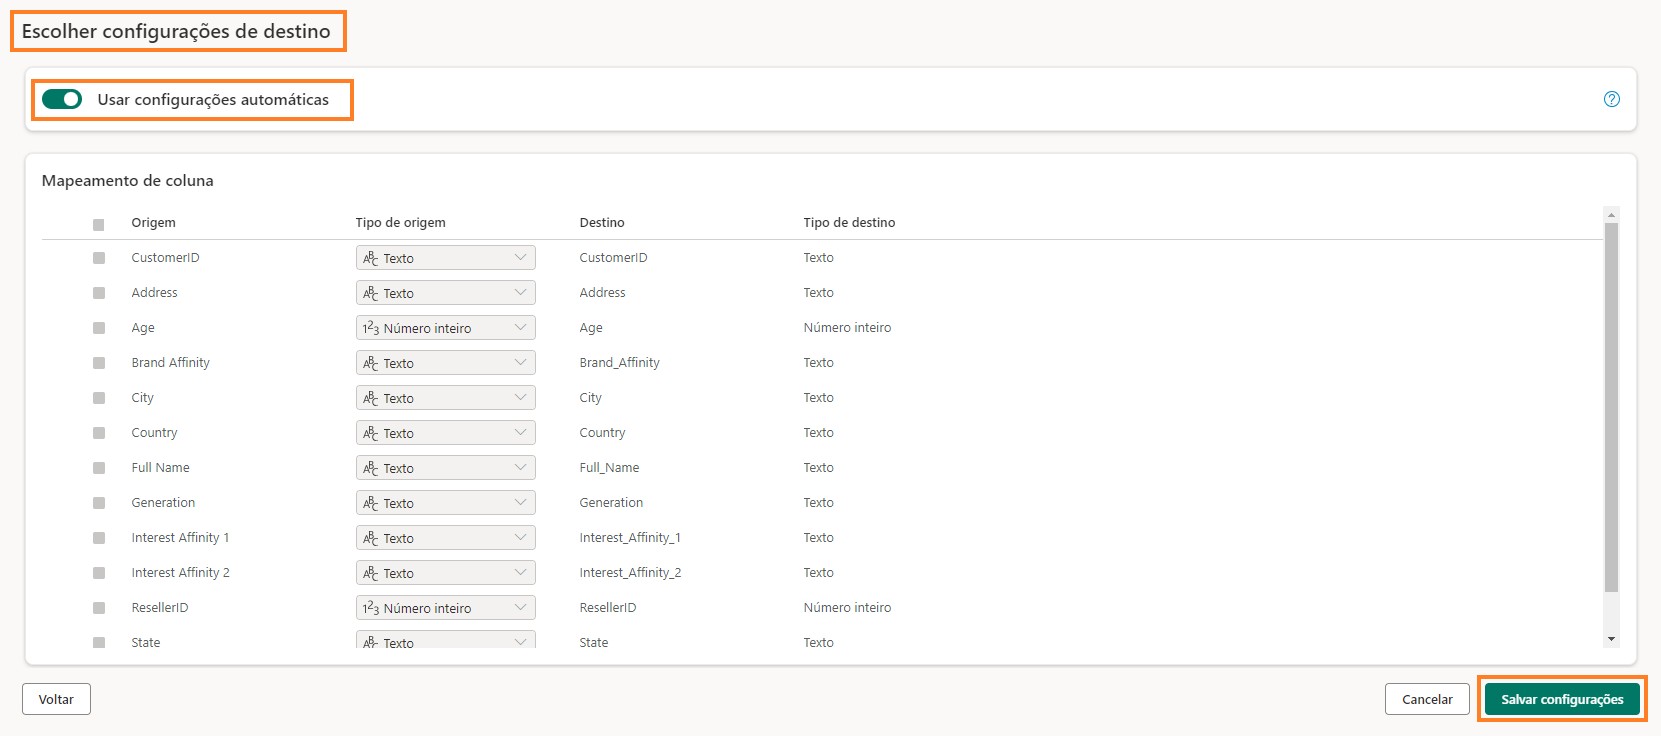 Escolher configurações de destino
Usar configurações automáticas
?
Mapeamento de coluna
Origem Tipo de origem Destino Tipo de destino
CustomerID ABC Texto CustomerID Texto
Address ABC Texto Address Texto
Age 123 Número inteiro Age Número inteiro
Brand Affinity ABC Texto Brand_Affinity Texto
City ABC Texto City Texto
Country ABC Texto Country Texto
Full Name ABC Texto Full_Name Texto
Generation ABC Texto Generation Texto
Interest Affinity 1 ABC Texto Interest_Affinity_1 Texto
Interest Affinity 2 ABC Texto Interest_Affinity_2 Texto
ResellerID 123 Número inteiro ResellerID Número inteiro
State ABC Texto State Texto
Voltar Cancelar Salvar configurações